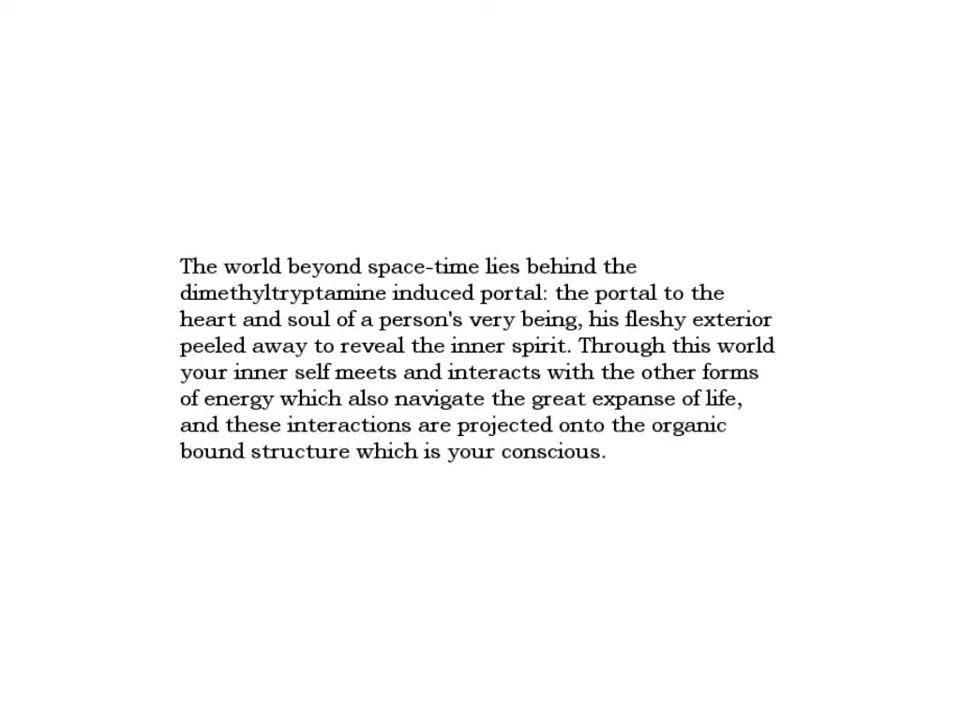 The world beyond space-time lies behind the
dimethyltryptamine induced portal: the portal to the
heart and soul of a person's very being, his fleshy exterior
peeled away to reveal the inner spirit. Through this world
your inner self meets and interacts with the other forms
of energy which also navigate the great expanse of life,
and these interactions are projected onto the organic
bound structure which is your conscious.